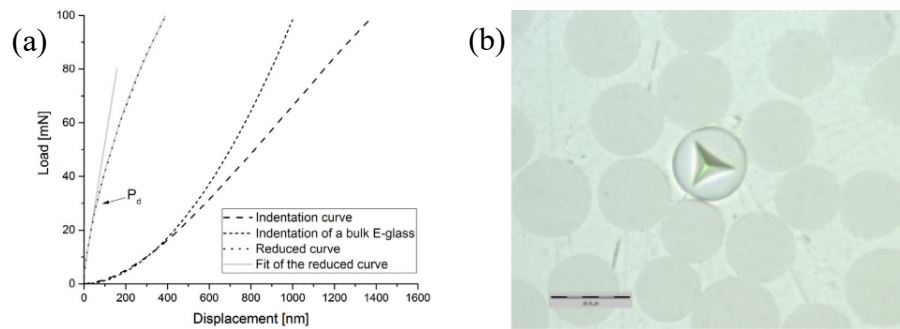 (a)
100
80
60
40
20
0
Load [mN]
P_d
Indentation curve
Indentation of a bulk E-glass
Reduced curve
Fit of the reduced curve
0 200 400 600 800 1000 1200 1400 1600
Displacement [nm]
(b)